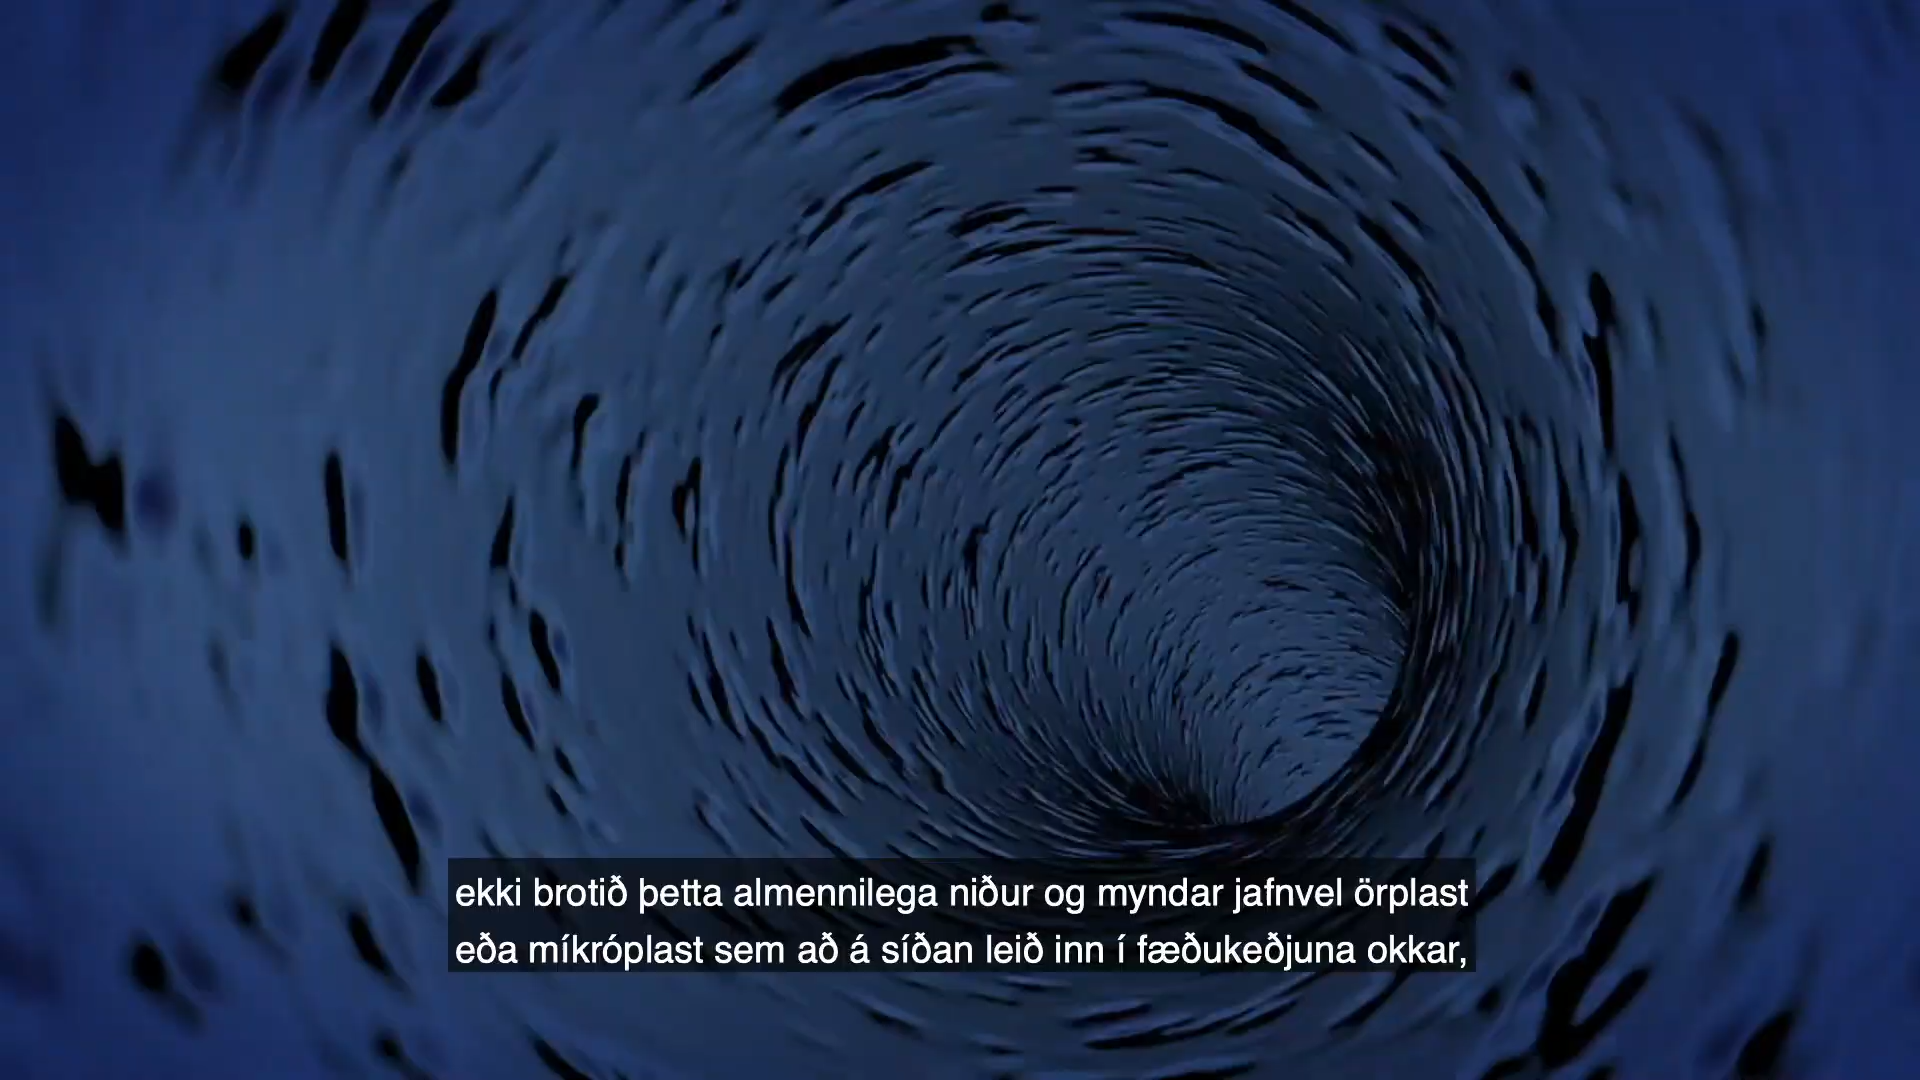 ekki brotið þetta almennilega niður og myndar jafnvel örplast
eða míkróplast sem að á síðan leið inn í fæðukeðjuna okkar,